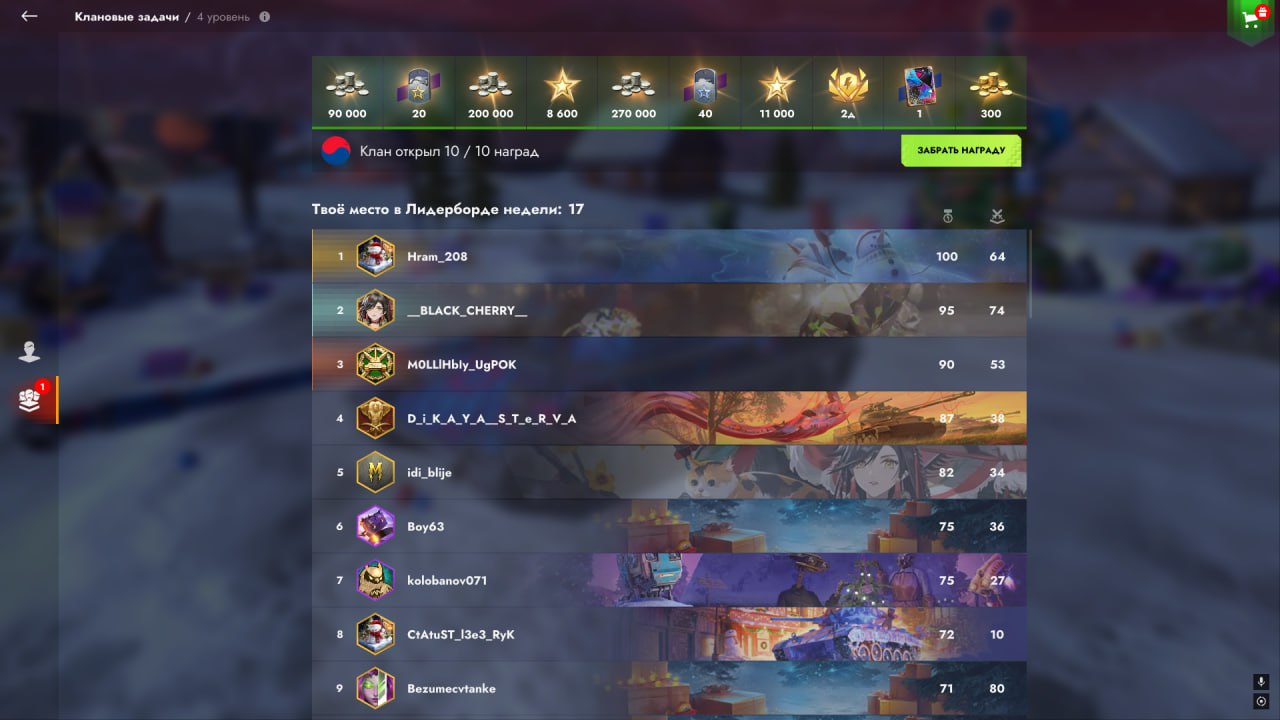 Клановые задачи / 4 уровень
90 000 20 200 000 8 600 270 000 40 11 000 2д 1 300
Клан открыл 10 / 10 наград
ЗАБРАТЬ НАГРАДУ
Твоё место в Лидерборде недели: 17
1 Hram_208 100 64
2 __BLACK_CHERRY__ 95 74
3 M0LLlHbIy_UgPOK 90 53
4 D_i_K_A_Y_A__S_T_e_R_V_A 87 38
5 idi_blije 82 34
6 Boy63 75 36
1
7 kolobanov071 75 27
8 CtAtuST_l3e3_RyK 72 10
9 Bezumecvtanke 71 80